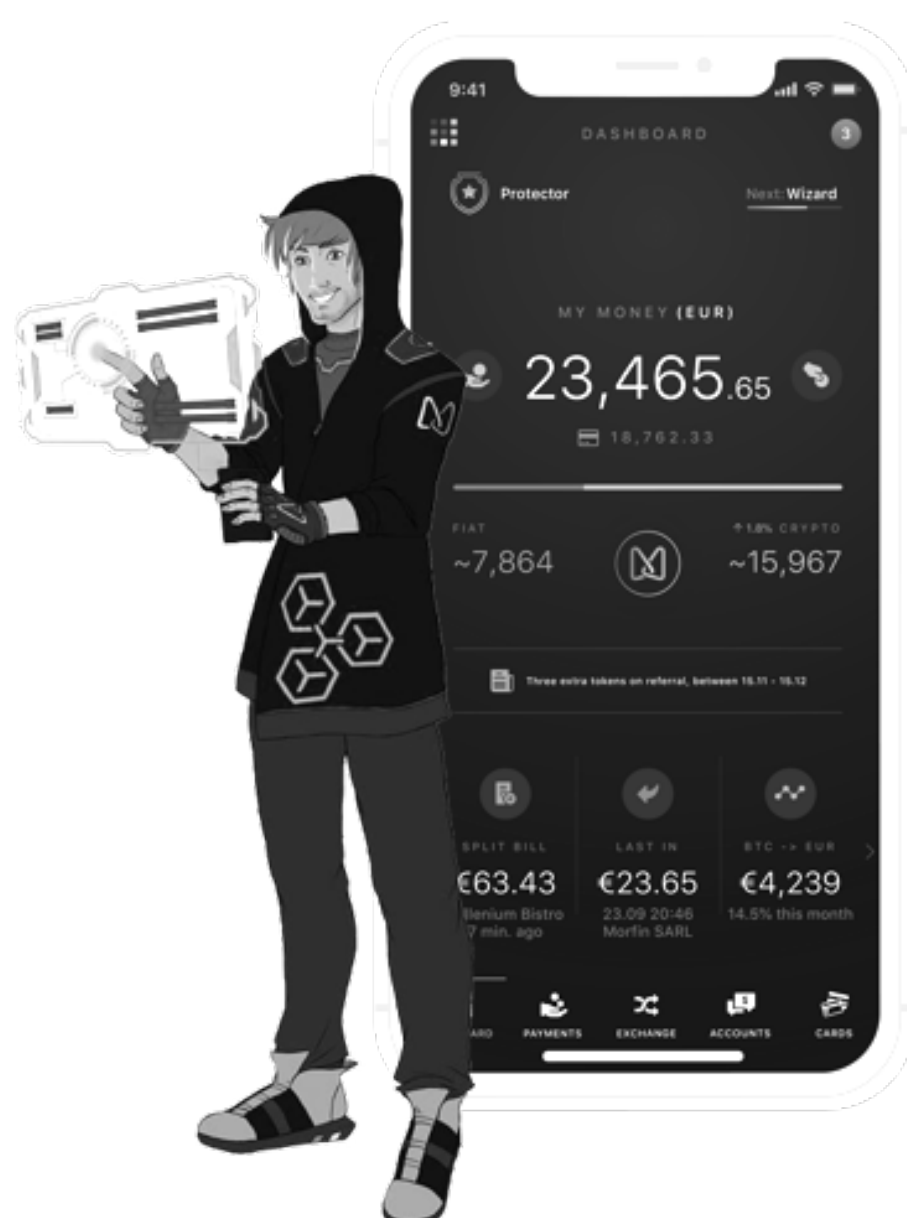 9:41
DASHBOARD
3
Protector
Next: Wizard
MY MONEY (EUR)
23,465.65
18,762.33
FIAT
↑1.8% CRYPTO
~7,864
~15,967
Three extra tokens on referral, between 15.11 - 15.12
SPLIT BILL
LAST IN
BTC -> EUR
€63.43
€23.65
€4,239
Bistro
23.09 20:46
14.5% this month
min. ago
Morfin SARL
PAYMENTS
EXCHANGE
ACCOUNTS
CARDS